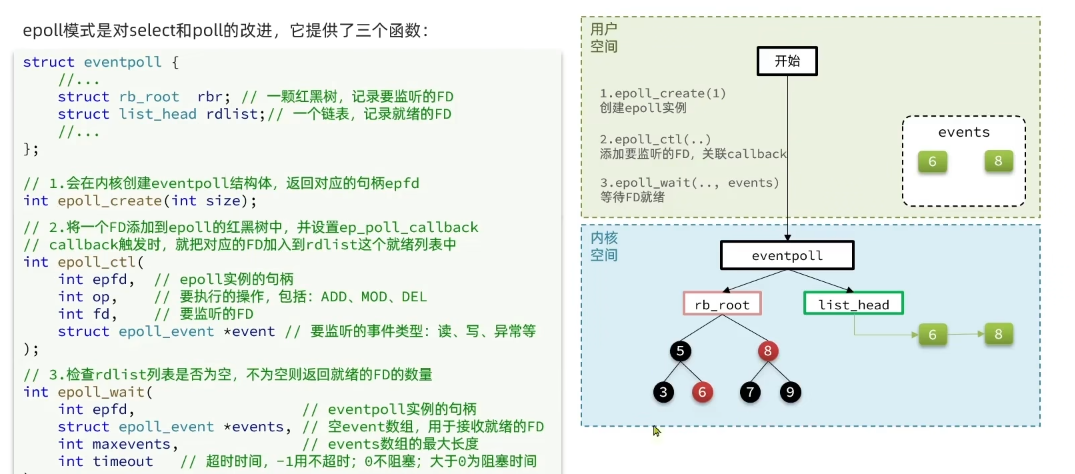 epoll模式是对select和poll的改进，它提供了三个函数：
struct eventpoll {
    //...
    struct rb_root  rbr; // 一颗红黑树，记录要监听的FD
    struct list_head rdlist;// 一个链表，记录就绪的FD
    //...
};
// 1.会在内核创建eventpoll结构体，返回对应的句柄epfd
int epoll_create(int size);
// 2.将一个FD添加到epoll的红黑树中，并设置ep_poll_callback
// callback触发时，就把对应的FD加入到rdlist这个就绪列表中
int epoll_ctl(
    int epfd,  // epoll实例的句柄
    int op,    // 要执行的操作，包括：ADD、MOD、DEL
    int fd,    // 要监听的FD
    struct epoll_event *event // 要监听的事件类型：读、写、异常等
);
// 3.检查rdlist列表是否为空，不为空则返回就绪的FD的数量
int epoll_wait(
    int epfd,                   // eventpoll实例的句柄
    struct epoll_event *events, // 空event数组，用于接收就绪的FD
    int maxevents,              // events数组的最大长度
    int timeout   // 超时时间，-1用不超时；0不阻塞；大于0为阻塞时间
用户
空间
开始
1.epoll_create(1)
创建epoll实例
2.epoll_ctl(..)
添加要监听的FD，关联callback
3.epoll_wait(.., events)
等待FD就绪
events
6 8
内核
空间
eventpoll
rb_root list_head
6 8
5 8
3 6 7 9